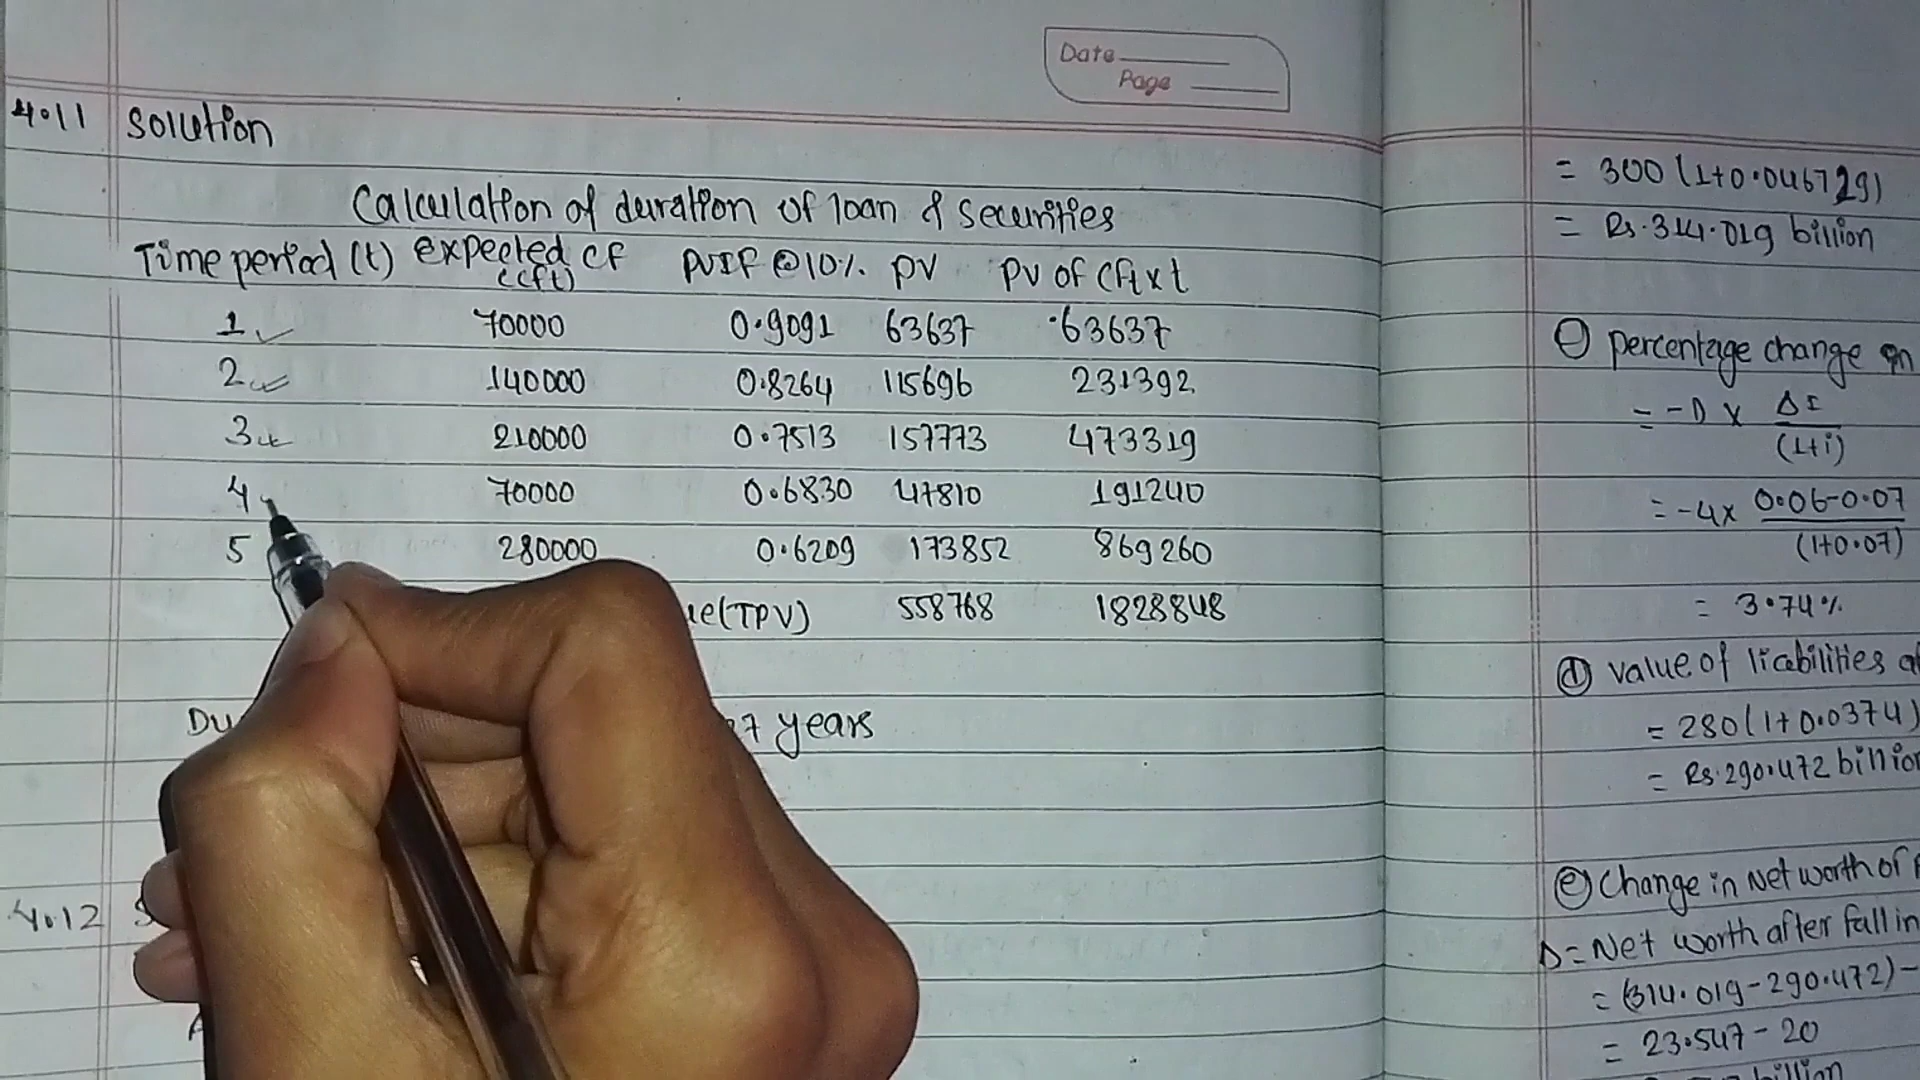 Date
Page
4.11 Solution
Calculation of duration of loan & securities
Time period (t) expected CF (cft) PVIF @10% PV PV of Cft x t
1 70000 0.9091 63637 63637
2 140000 0.8264 115696 231392
3 210000 0.7513 157773 473319
4 70000 0.6830 47810 191240
5 280000 0.6209 173852 869260
(TPV) 558768 1828848
7 years
4.12
= 300 (1+0.046729)
= Rs.314.019 billion
percentage change in
= -D x ΔI
(1+i)
= -4x 0.06-0.07
(1+0.07)
= 3.74%
d value of liabilities
= 280(1+0.0374)
= Rs.290.472 billion
e Change in Net worth of
Δ= Net worth after fall in
= (314.019-290.472)-
= 23.547-20
billion